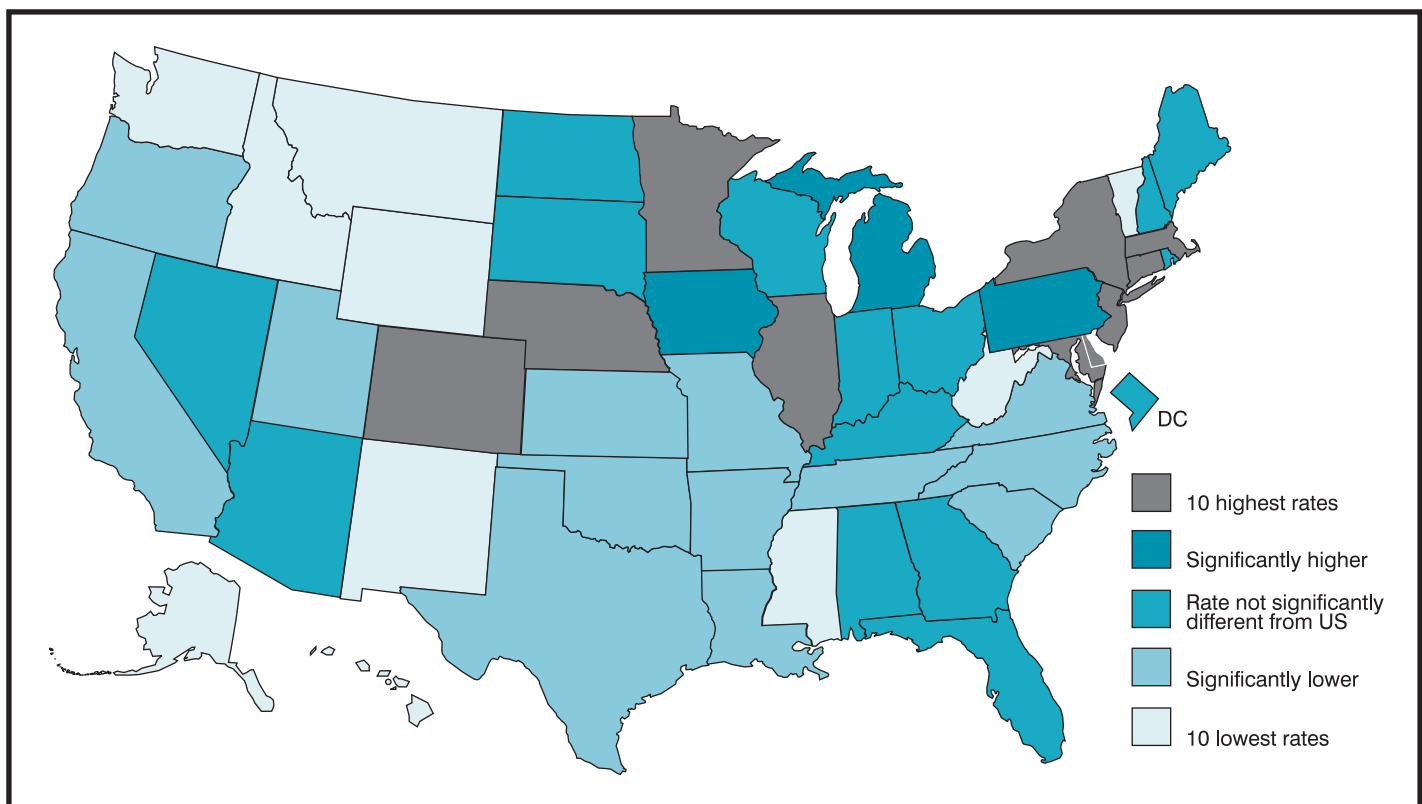 DC
10 highest rates
Significantly higher
Rate not significantly
different from US
Significantly lower
10 lowest rates